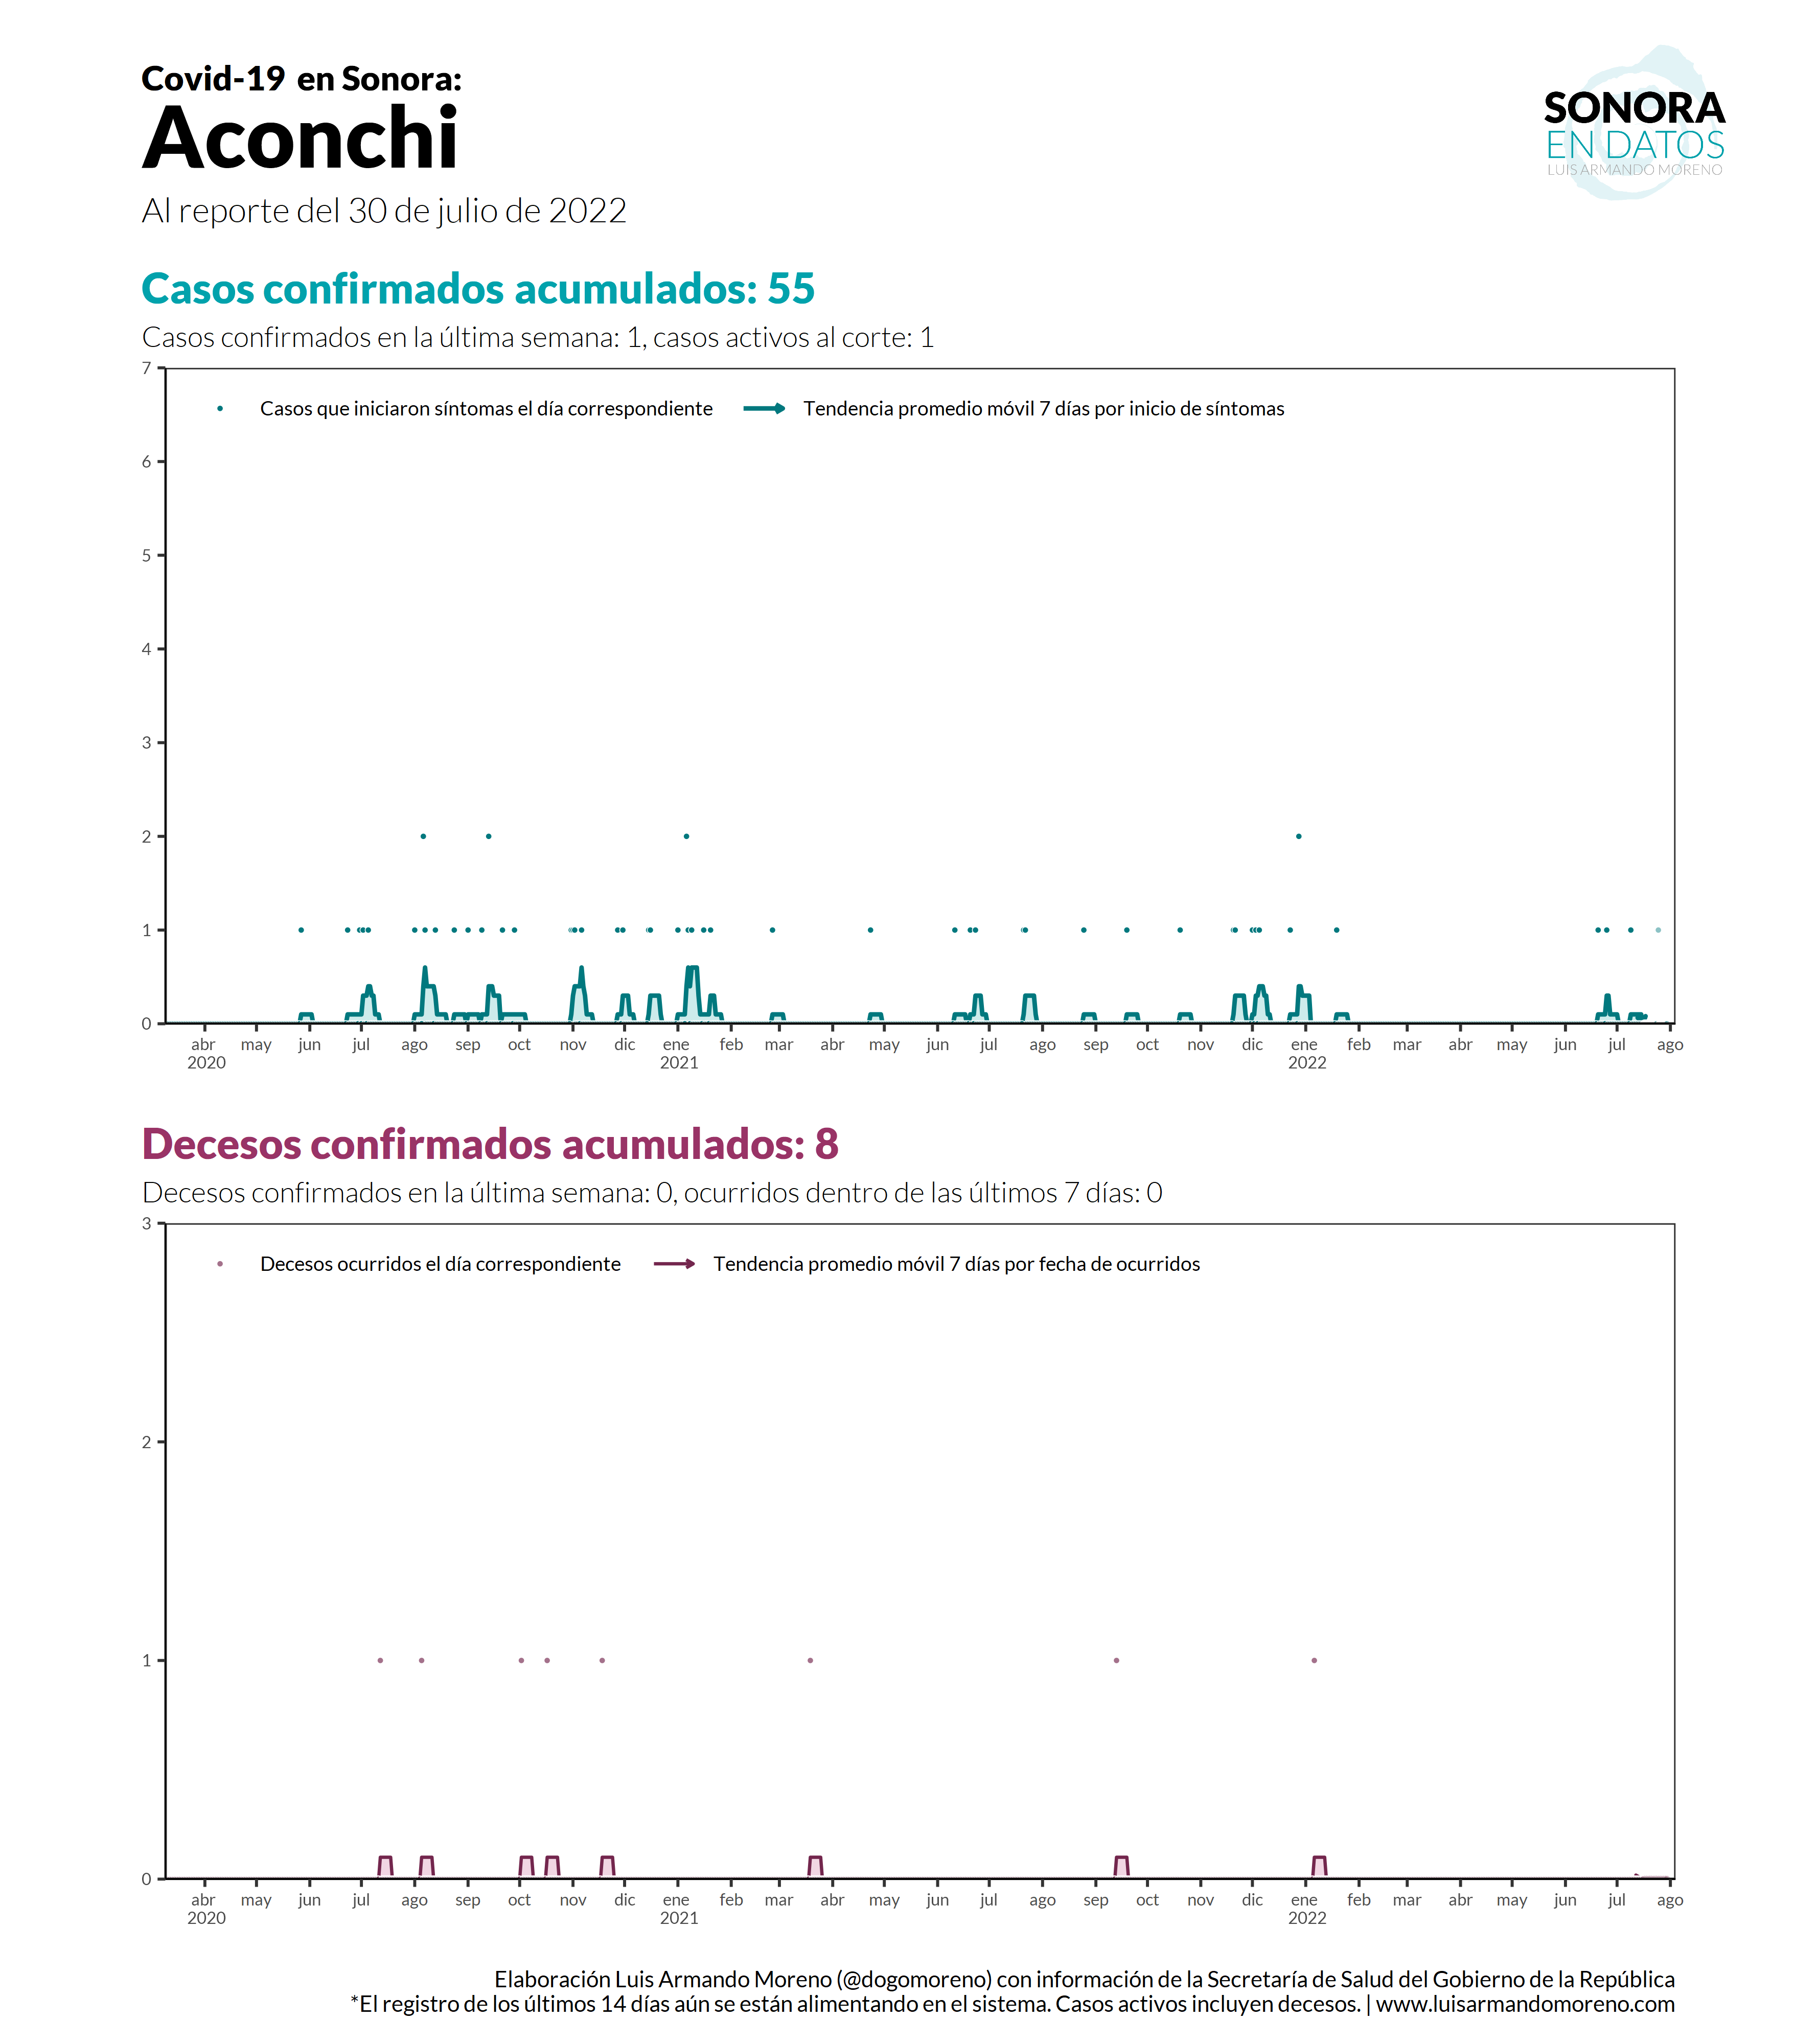 Covid-19 en Sonora:
Aconchi
Al reporte del 30 de julio de 2022
SONORA
EN DATOS
LUIS ARMANDO MORENO
Casos confirmados acumulados: 55
Casos confirmados en la última semana: 1, casos activos al corte: 1
Casos que iniciaron síntomas el día correspondiente Tendencia promedio móvil 7 días por inicio de síntomas
7
6
5
4
3
2
1
0
abr may jun jul ago sep oct nov dic ene feb mar abr may jun jul ago sep oct nov dic ene feb mar abr may jun jul ago
2020 2021 2022
Decesos confirmados acumulados: 8
Decesos confirmados en la última semana: 0, ocurridos dentro de las últimos 7 días: 0
Decesos ocurridos el día correspondiente Tendencia promedio móvil 7 días por fecha de ocurridos
3
2
1
0
abr may jun jul ago sep oct nov dic ene feb mar abr may jun jul ago sep oct nov dic ene feb mar abr may jun jul ago
2020 2021 2022
Elaboración Luis Armando Moreno (@dogomoreno) con información de la Secretaría de Salud del Gobierno de la República
*El registro de los últimos 14 días aún se están alimentando en el sistema. Casos activos incluyen decesos. | www.luisarmandomoreno.com